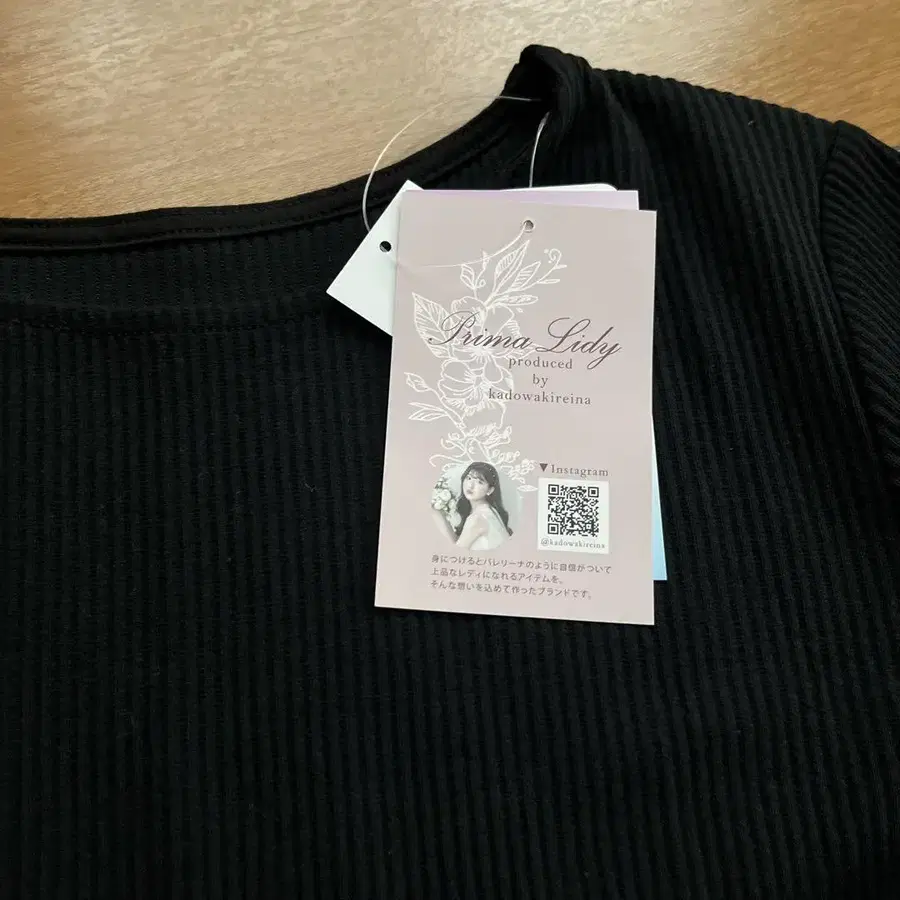 Prima Lidy
produced
by
kadowakireina
▼Instagram
@kadowakireina
身につけるとバレリーナのように自信がついて
上品なレディになれるアイテムを。
そんな想いを込めて作ったブランドです。